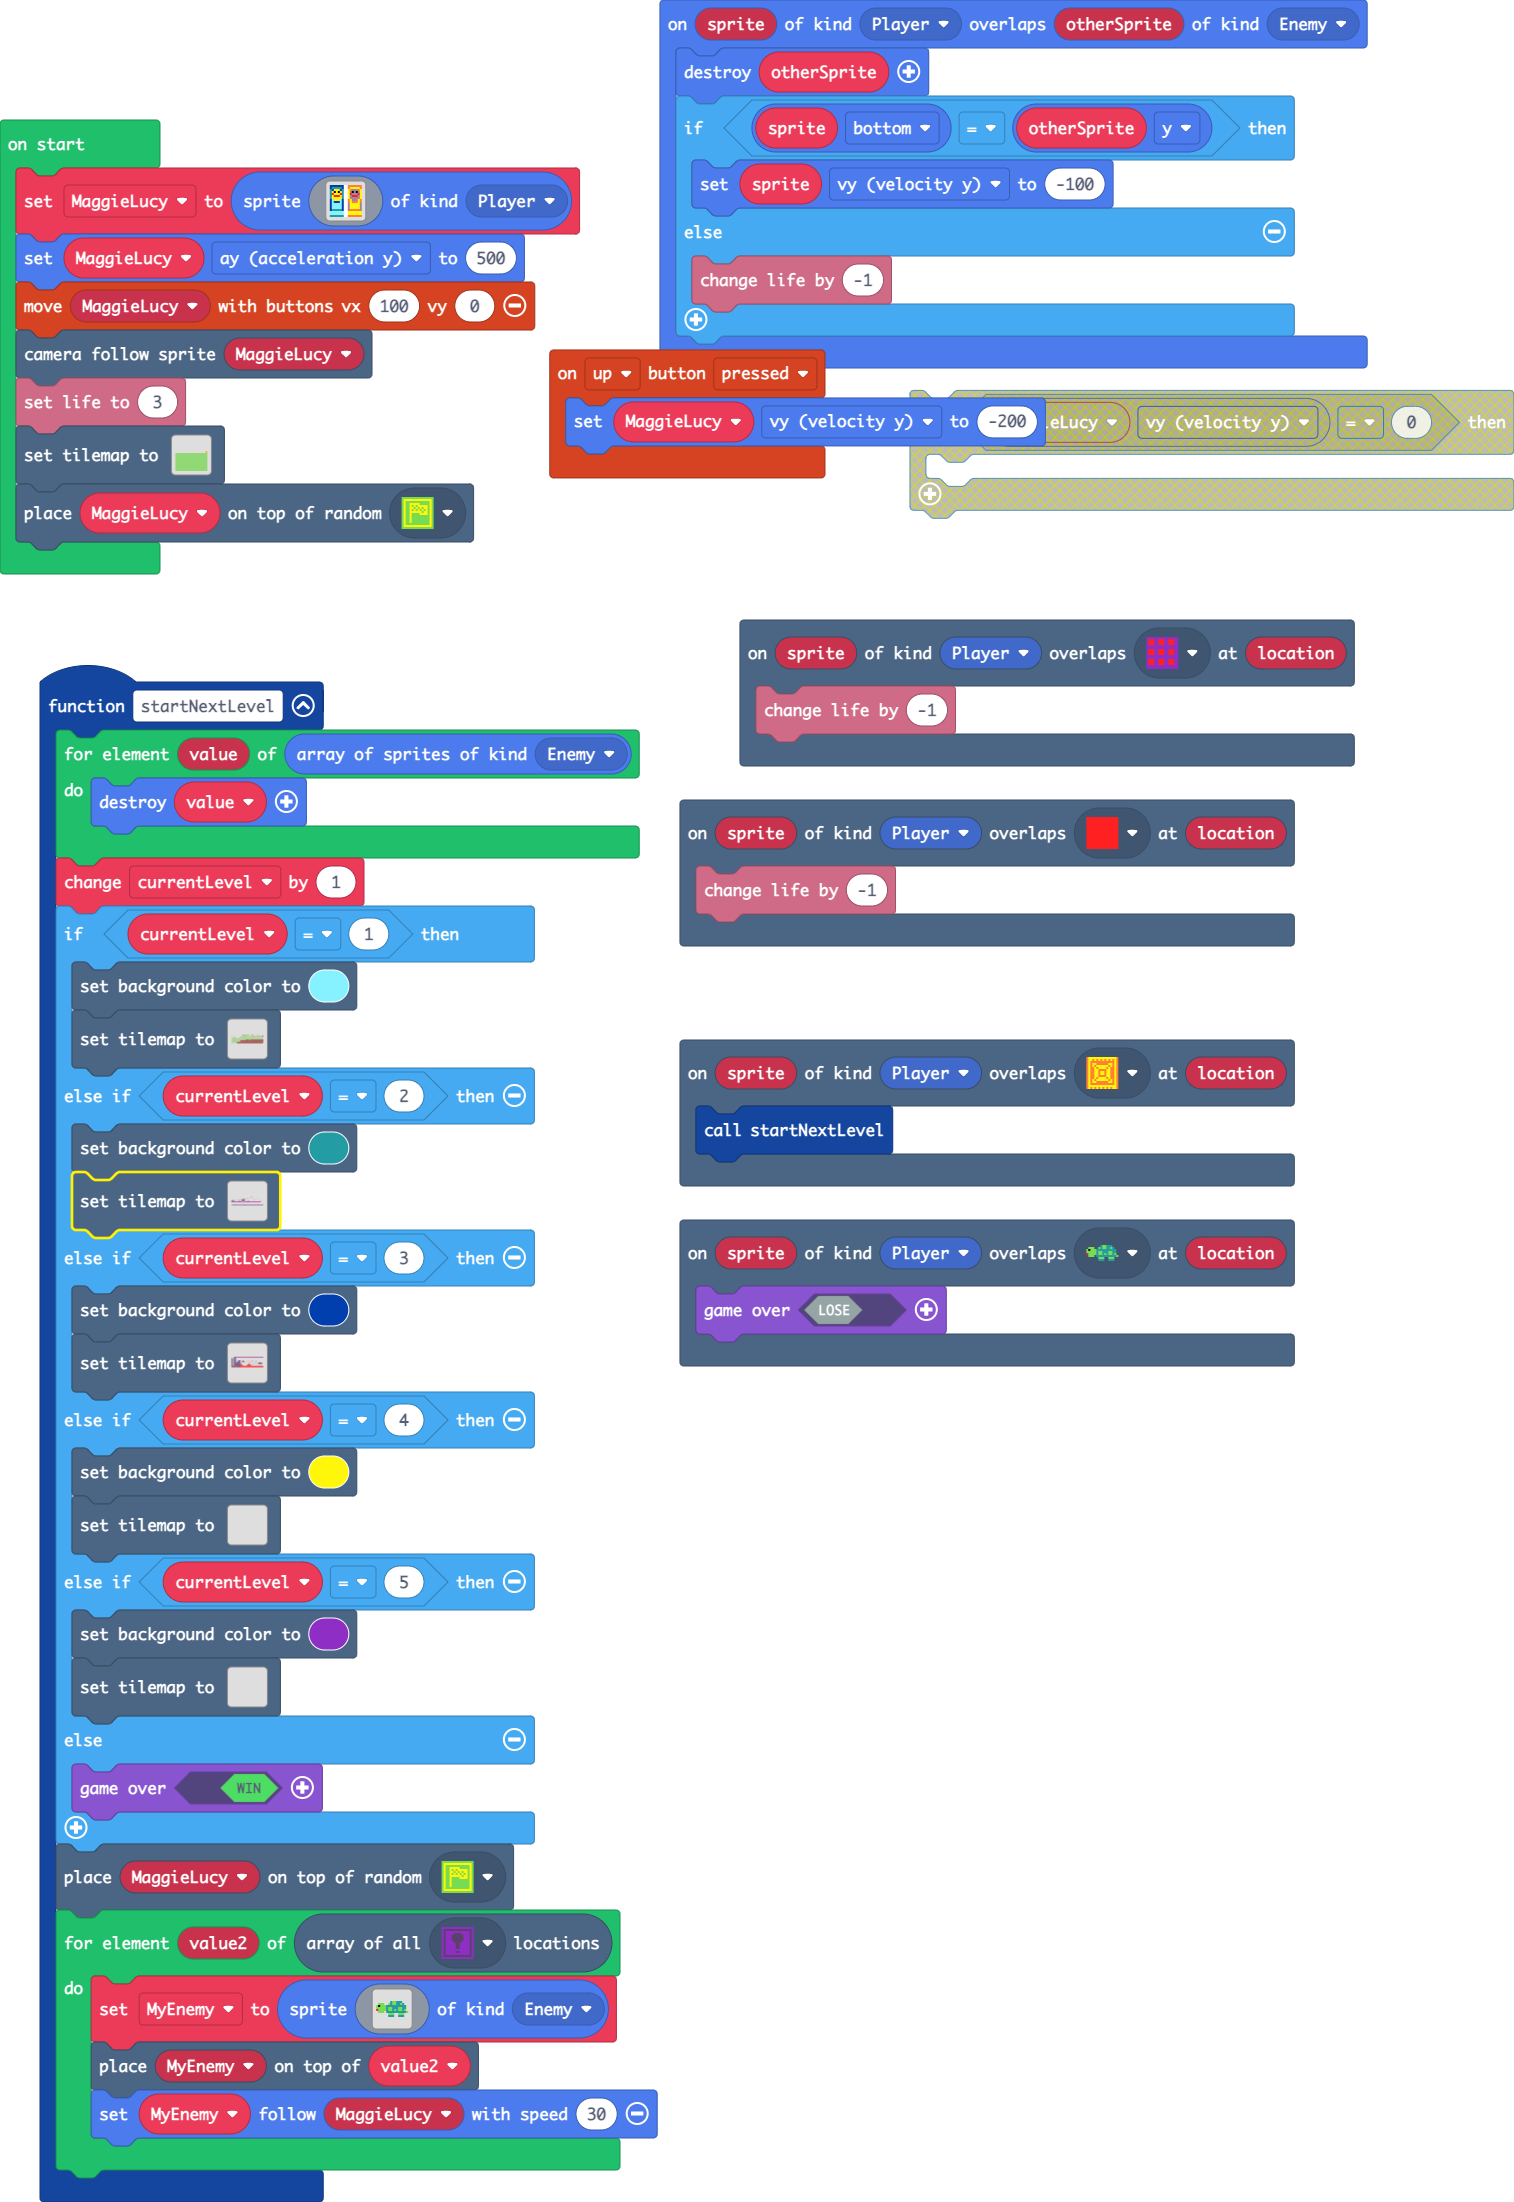 on start
set MaggieLucy to sprite of kind Player
set MaggieLucy ay (acceleration y) to 500
move MaggieLucy with buttons vx 100 vy 0
camera follow sprite MaggieLucy
set life to 3
set tilemap to
place MaggieLucy on top of random
on sprite of kind Player overlaps otherSprite of kind Enemy
destroy otherSprite
if sprite bottom = otherSprite y then
set sprite vy (velocity y) to -100
else
change life by -1
on up button pressed
set MaggieLucy vy (velocity y) to -200
eLucy vy (velocity y) = 0 then
function startNextLevel
for element value of array of sprites of kind Enemy
do destroy value
change currentLevel by 1
if currentLevel = 1 then
set background color to
set tilemap to
else if currentLevel = 2 then
set background color to
set tilemap to
else if currentLevel = 3 then
set background color to
set tilemap to
else if currentLevel = 4 then
set background color to
set tilemap to
else if currentLevel = 5 then
set background color to
set tilemap to
else
game over WIN
place MaggieLucy on top of random
for element value2 of array of all locations
do set MyEnemy to sprite of kind Enemy
place MyEnemy on top of value2
set MyEnemy follow MaggieLucy with speed 30
on sprite of kind Player overlaps at location
change life by -1
on sprite of kind Player overlaps at location
change life by -1
on sprite of kind Player overlaps at location
call startNextLevel
on sprite of kind Player overlaps at location
game over LOSE